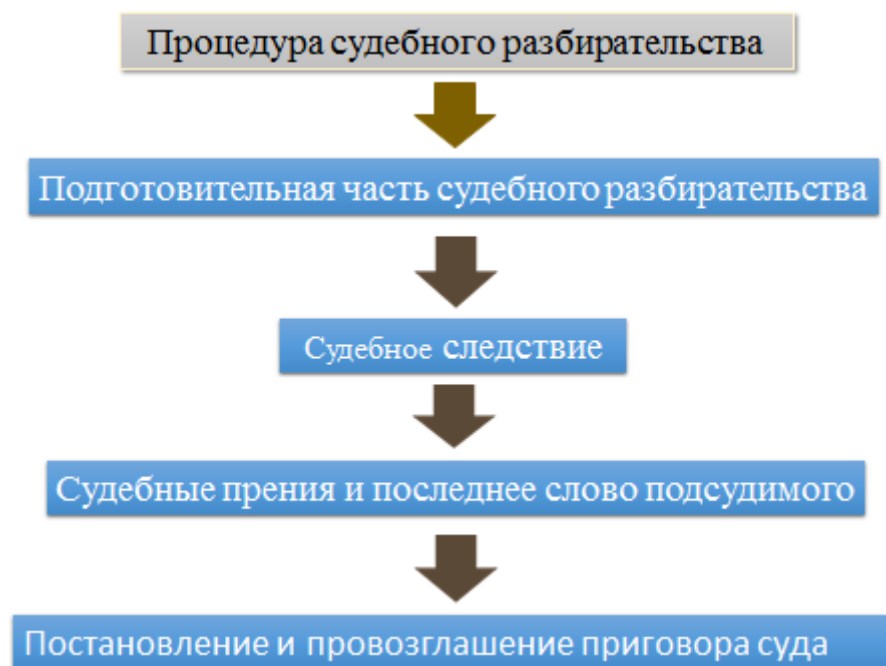 Процедура судебного разбирательства
Подготовительная часть судебного разбирательства
Судебное следствие
Судебные прения и последнее слово подсудимого
Постановление и провозглашение приговора суда